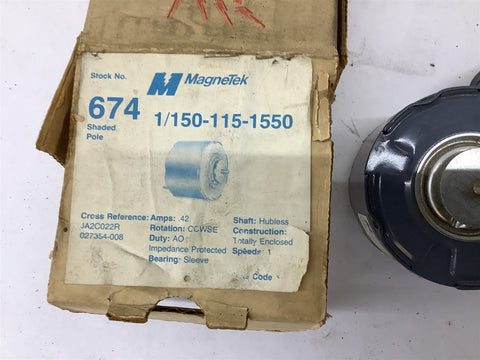 Stock No.
MagneTek
674
1/150-115-1550
Shaded
Pole
Cross Reference:
JA2C022R
027354-008
Amps: .42
Rotation: CCWSE
Duty: AO
Impedance Protected
Bearing: Sleeve
Shaft: Hubless
Construction:
Totally Enclosed
Speeds: 1
Code